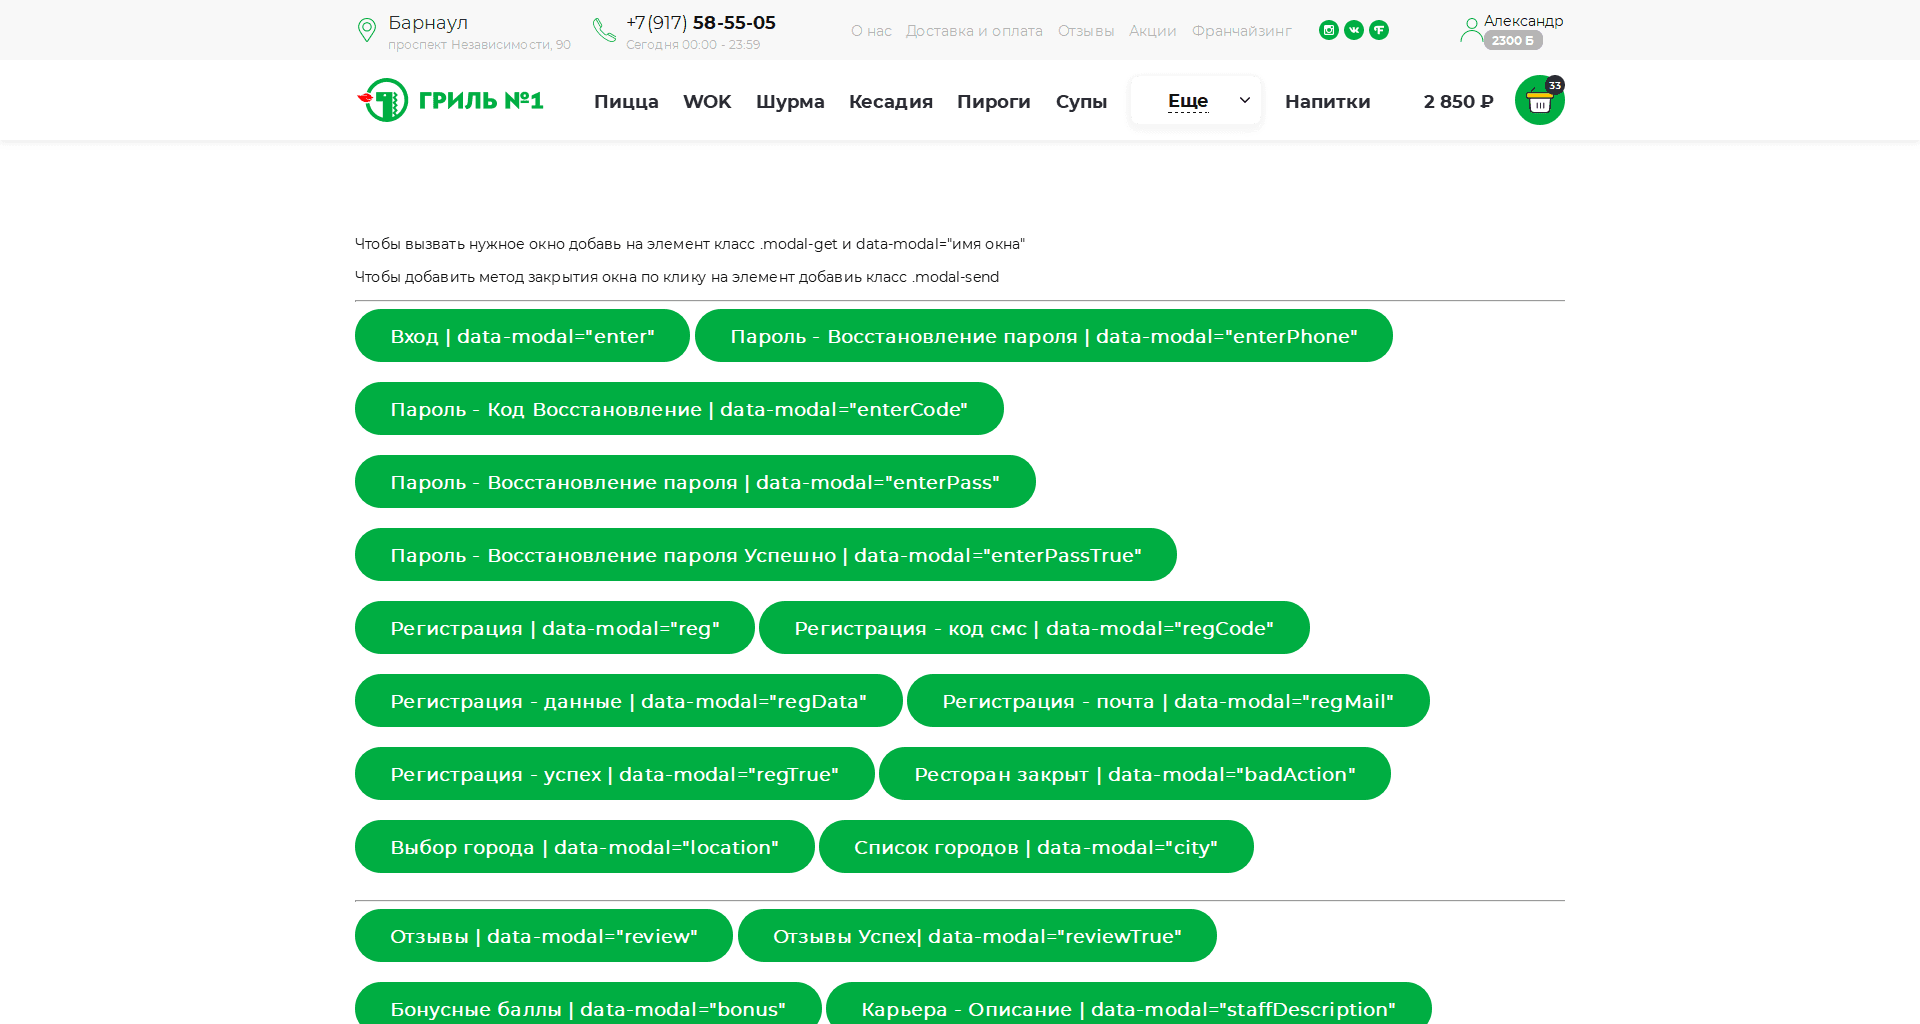 Барнаул
проспект Независимости, 90
+7(917) 58-55-05
Сегодня 00:00 - 23:59
О нас Доставка и оплата Отзывы Акции Франчайзинг
Александр
2300 Б
ГРИЛЬ №1
Пицца WOK Шурма Кесадия Пироги Супы Еще Напитки
2 850 ₽
33
Чтобы вызвать нужное окно добавь на элемент класс .modal-get и data-modal="имя окна"
Чтобы добавить метод закрытия окна по клику на элемент добавиь класс .modal-send
Вход | data-modal="enter"
Пароль - Восстановление пароля | data-modal="enterPhone"
Пароль - Код Восстановление | data-modal="enterCode"
Пароль - Восстановление пароля | data-modal="enterPass"
Пароль - Восстановление пароля Успешно | data-modal="enterPassTrue"
Регистрация | data-modal="reg"
Регистрация - код смс | data-modal="regCode"
Регистрация - данные | data-modal="regData"
Регистрация - почта | data-modal="regMail"
Регистрация - успех | data-modal="regTrue"
Ресторан закрыт | data-modal="badAction"
Выбор города | data-modal="location"
Список городов | data-modal="city"
Отзывы | data-modal="review"
Отзывы Успех| data-modal="reviewTrue"
Бонусные баллы | data-modal="bonus"
Карьера - Описание | data-modal="staffDescription"